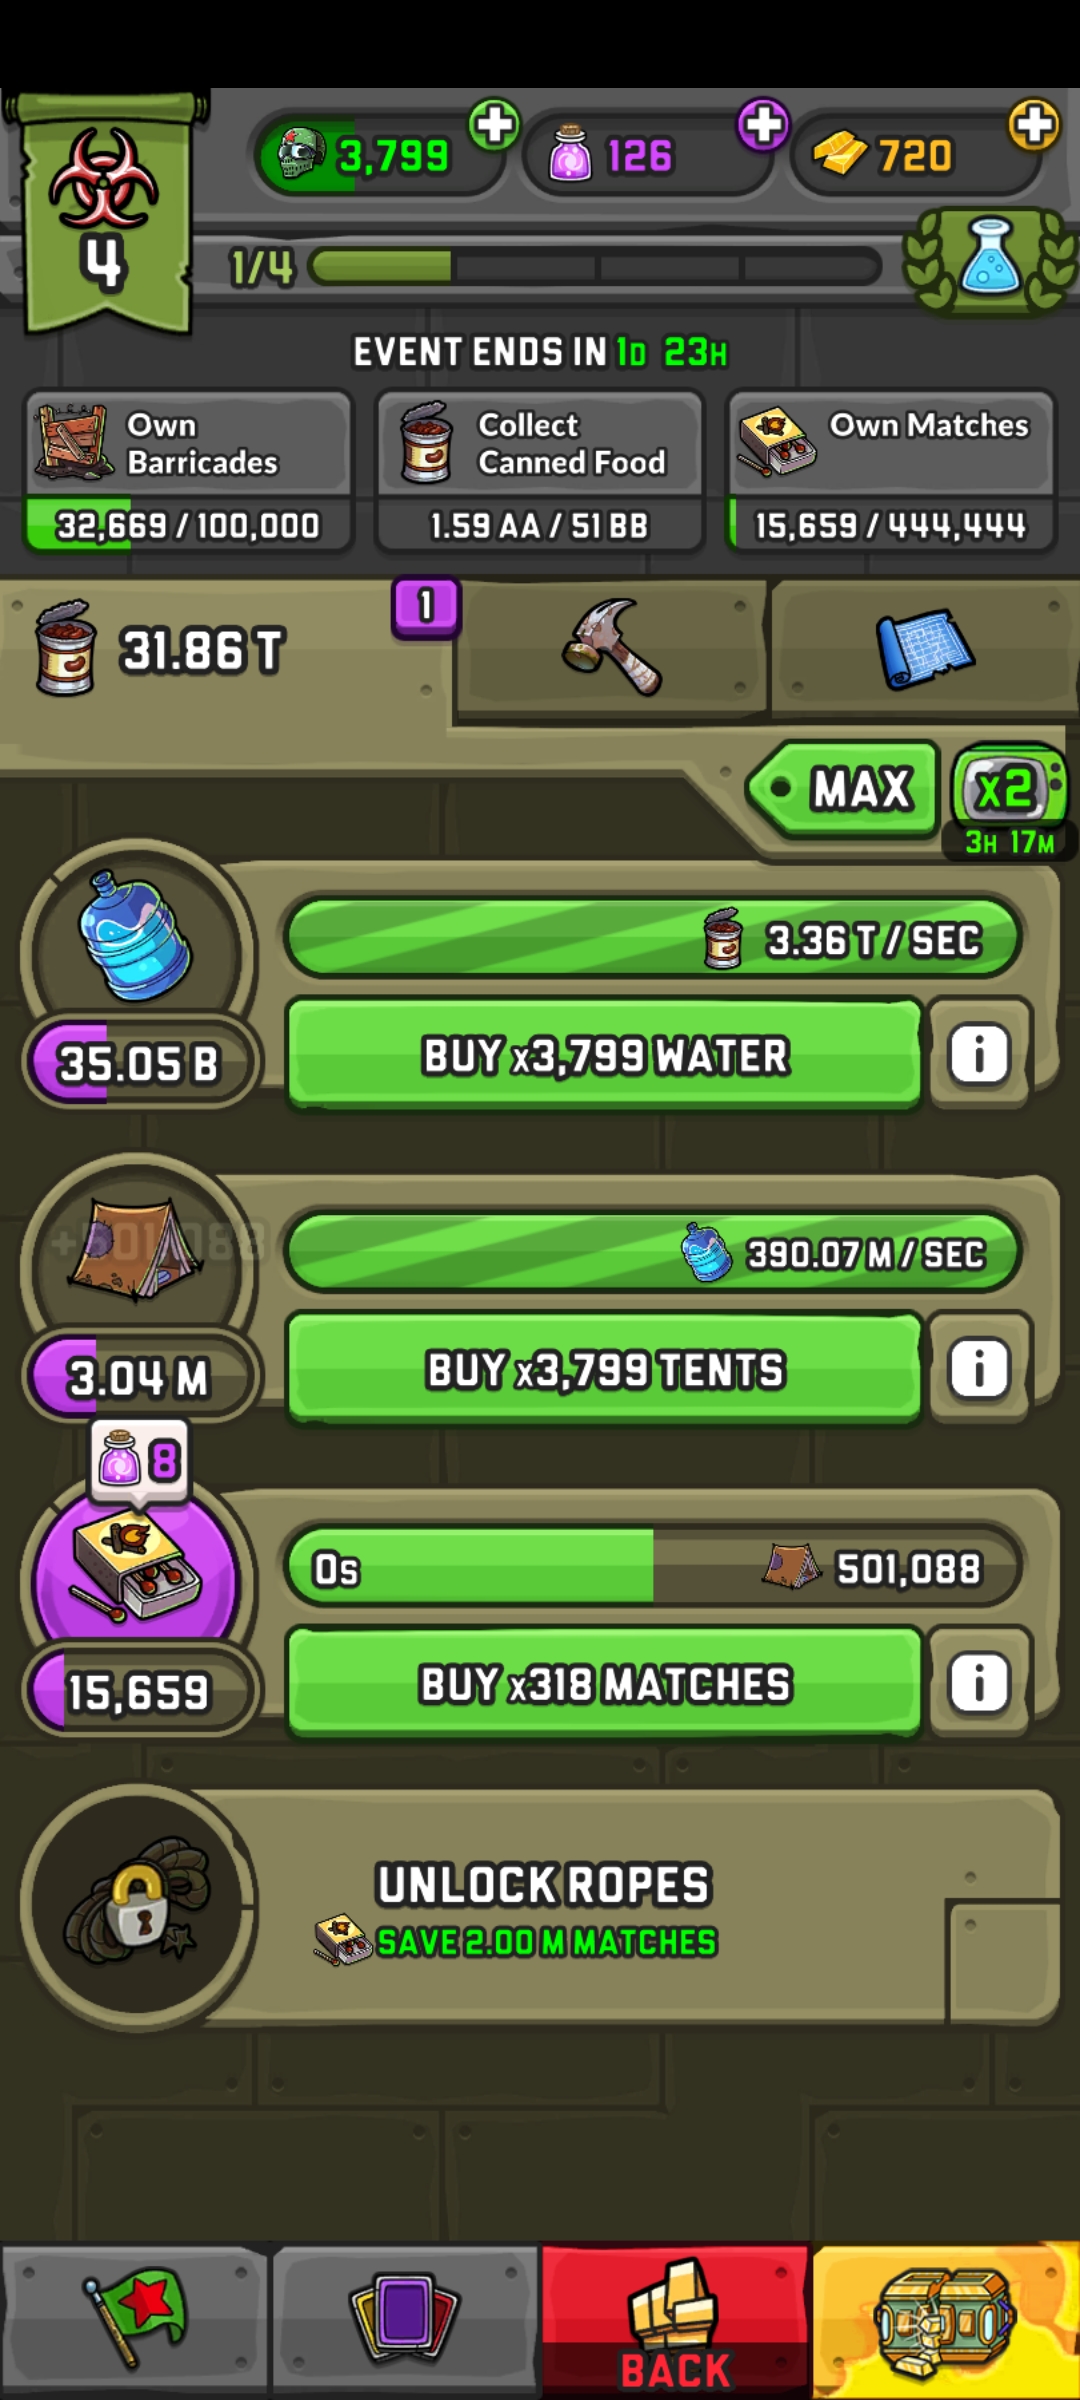 4
3,799
126
720
1/4
EVENT ENDS IN 1D 23H
Own
Barricades
32,669 / 100,000
Collect
Canned Food
1.59 AA / 51 BB
Own Matches
15,659 / 444,444
31.86 T
1
MAX
x2
3H 17M
3.36 T / SEC
35.05 B
BUY x3,799 WATER
i
+501,088
390.07 M / SEC
3.04 M
BUY x3,799 TENTS
i
8
0s
501,088
15,659
BUY x318 MATCHES
i
UNLOCK ROPES
SAVE 2.00 M MATCHES
BACK